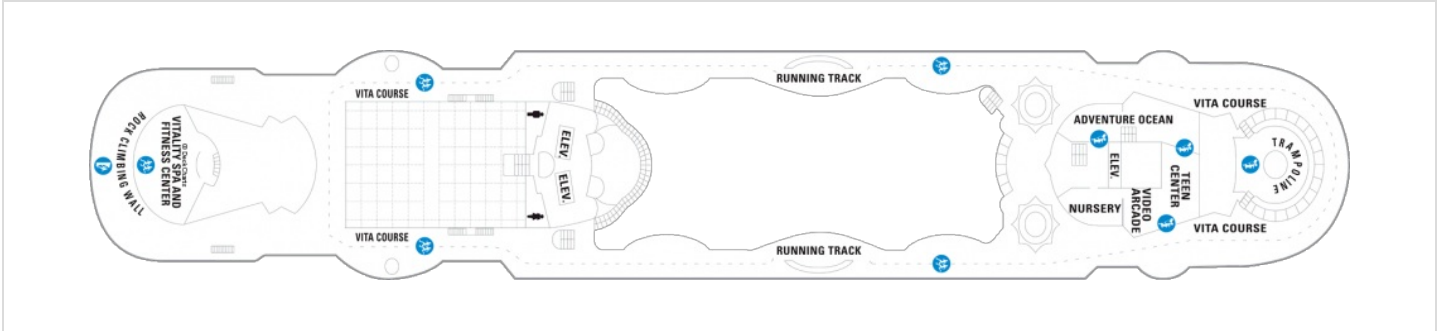 ROCK CLIMBING WALL
VITALITY SPA AND
FITNESS CENTER
VITA COURSE
VITA COURSE
ELEV.
ELEV.
RUNNING TRACK
RUNNING TRACK
ADVENTURE OCEAN
ELEV.
NURSERY
VIDEO
ARCADE
TEEN
CENTER
VITA COURSE
TRAMPOLINE
VITA COURSE